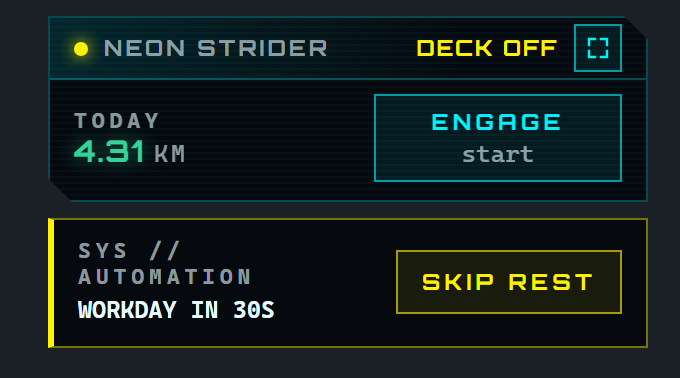 NEON STRIDER DECK OFF
TODAY
4.31 KM
ENGAGE
start
SYS //
AUTOMATION
WORKDAY IN 30S
SKIP REST